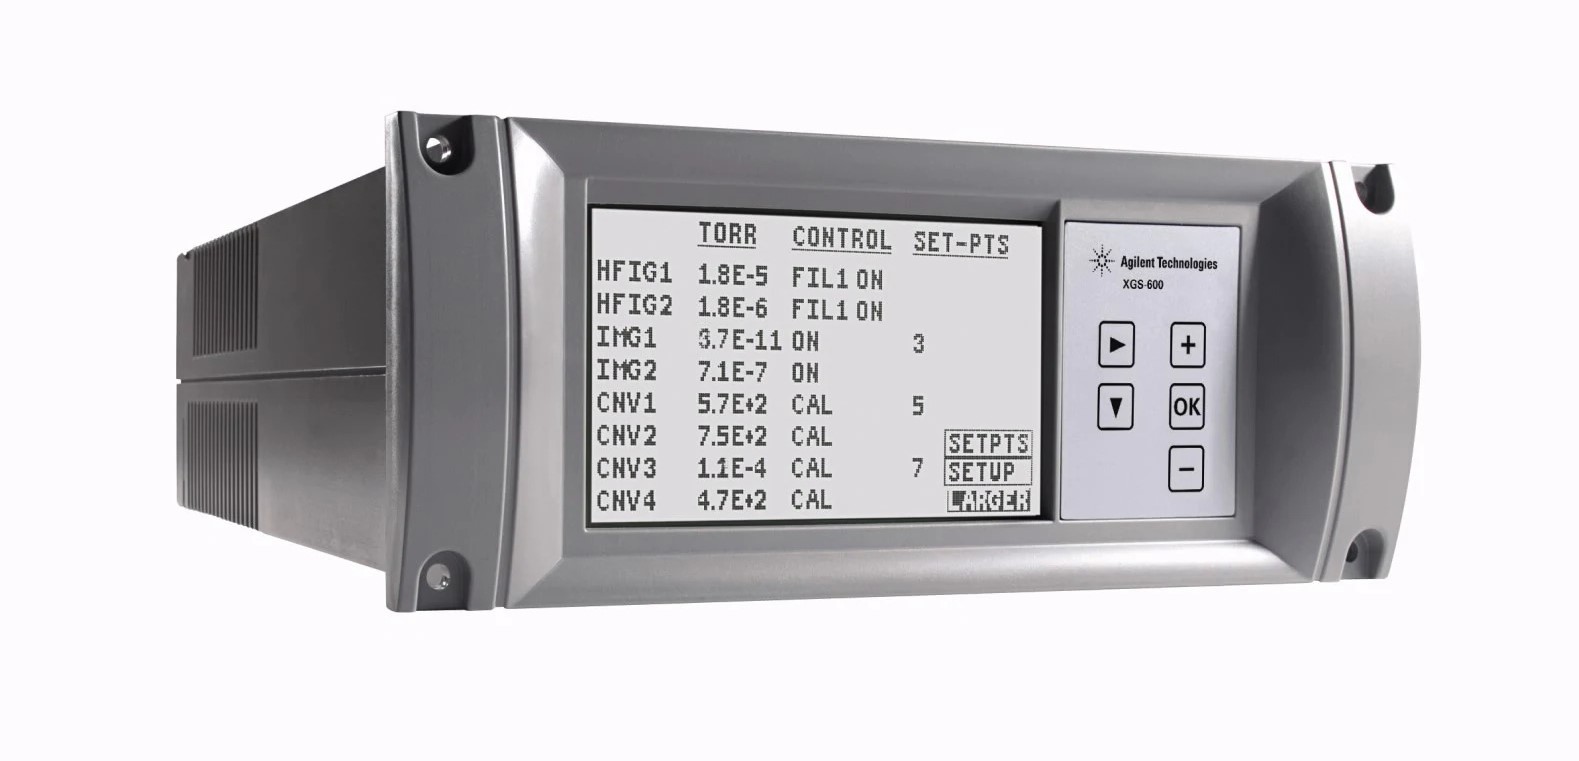 TORR CONTROL SET-PTS
HFIG1 1.8E-5 FIL1 ON
HFIG2 1.8E-6 FIL1 ON
IMG1 3.7E-11 ON 3
IMG2 7.1E-7 ON
CNV1 5.7E+2 CAL 5
CNV2 7.5E+2 CAL
SETPTS
CNV3 1.1E-4 CAL 7
SETUP
CNV4 4.7E+2 CAL
LARGER
Agilent Technologies
XGS-600
+
OK
−